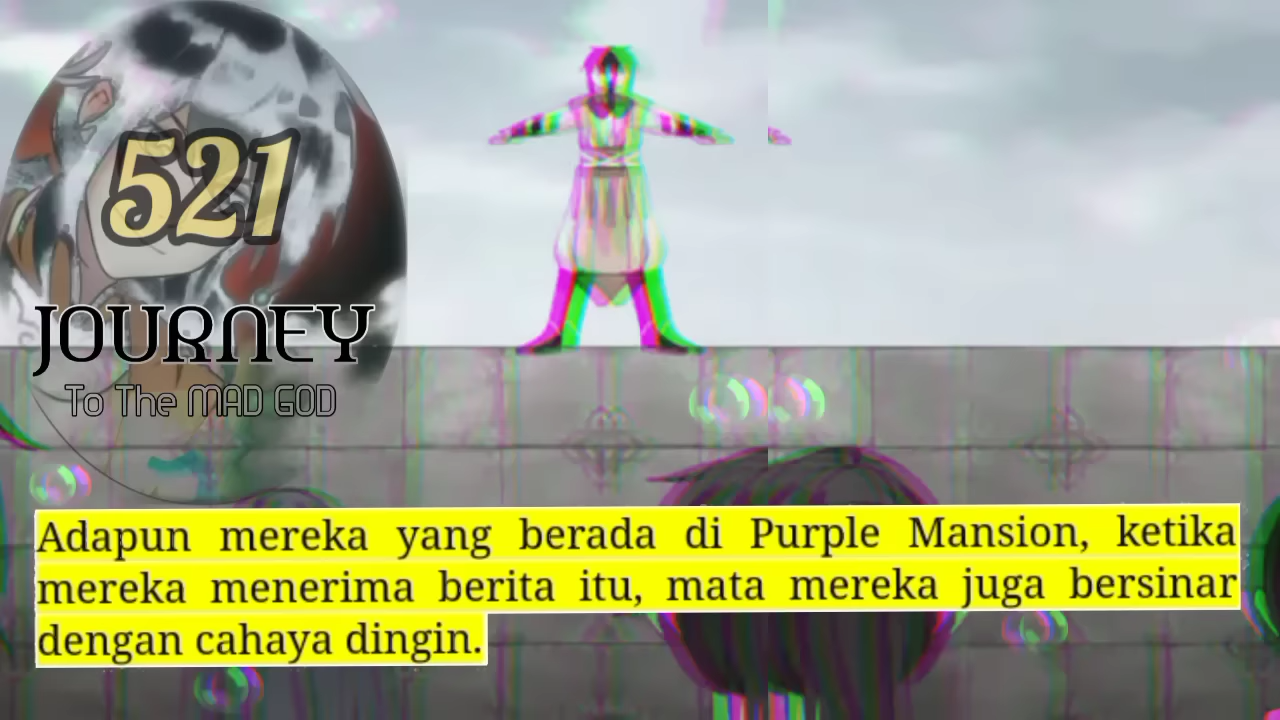 521
JOURNEY
To The MAD GOD
Adapun mereka yang berada di Purple Mansion, ketika
mereka menerima berita itu, mata mereka juga bersinar
dengan cahaya dingin.